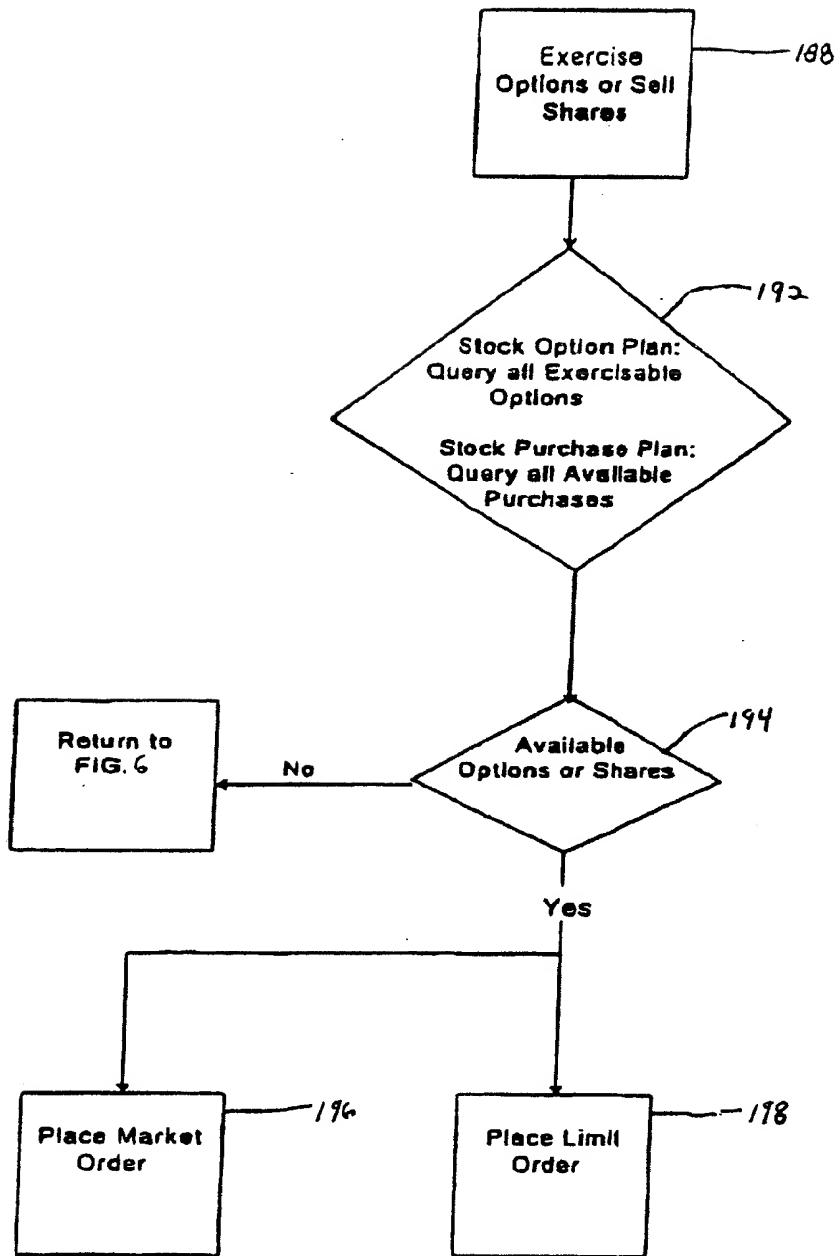 Exercise
Options or Sell
Shares
188
192
Stock Option Plan:
Query all Exercisable
Options
Stock Purchase Plan:
Query all Available
Purchases
194
Available
Options or Shares
No
Return to
FIG. 6
Yes
Place Market
Order
196
Place Limit
Order
198